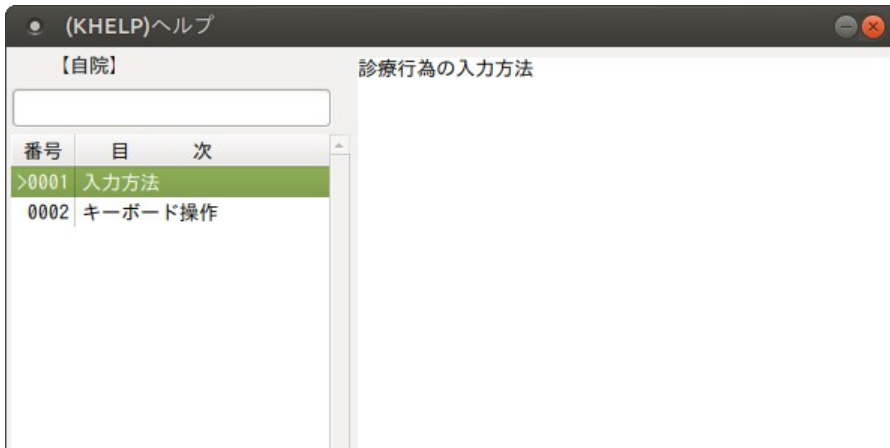 (KHELP)ヘルプ
【自院】
番号 目 次
>0001 入力方法
0002 キーボード操作
診療行為の入力方法